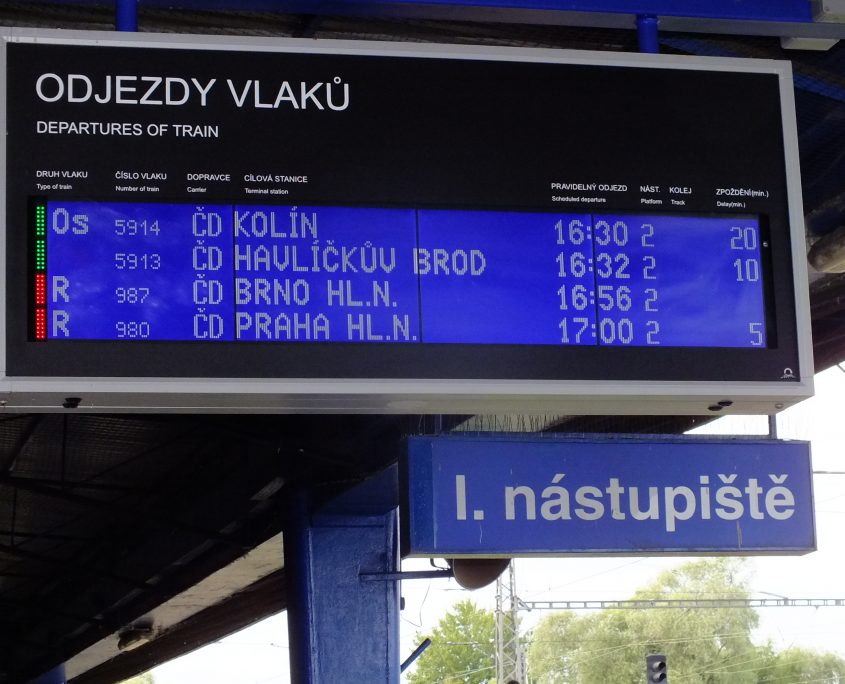 ODJEZDY VLAKŮ
DEPARTURES OF TRAIN
DRUH VLAKU ČÍSLO VLAKU DOPRAVCE CÍLOVÁ STANICE PRAVIDELNÝ ODJEZD NÁST. KOLEJ ZPOŽDĚNÍ(min.)
Type of train Number of train Carrier Terminal station Scheduled departure Platform Track Delay(min.)
Os 5914 ČD KOLÍN 16:30 2 20
5913 ČD HAVLÍČKŮV BROD 16:32 2 10
R 987 ČD BRNO HL.N. 16:56 2
R 980 ČD PRAHA HL.N. 17:00 2 5
I. nástupiště